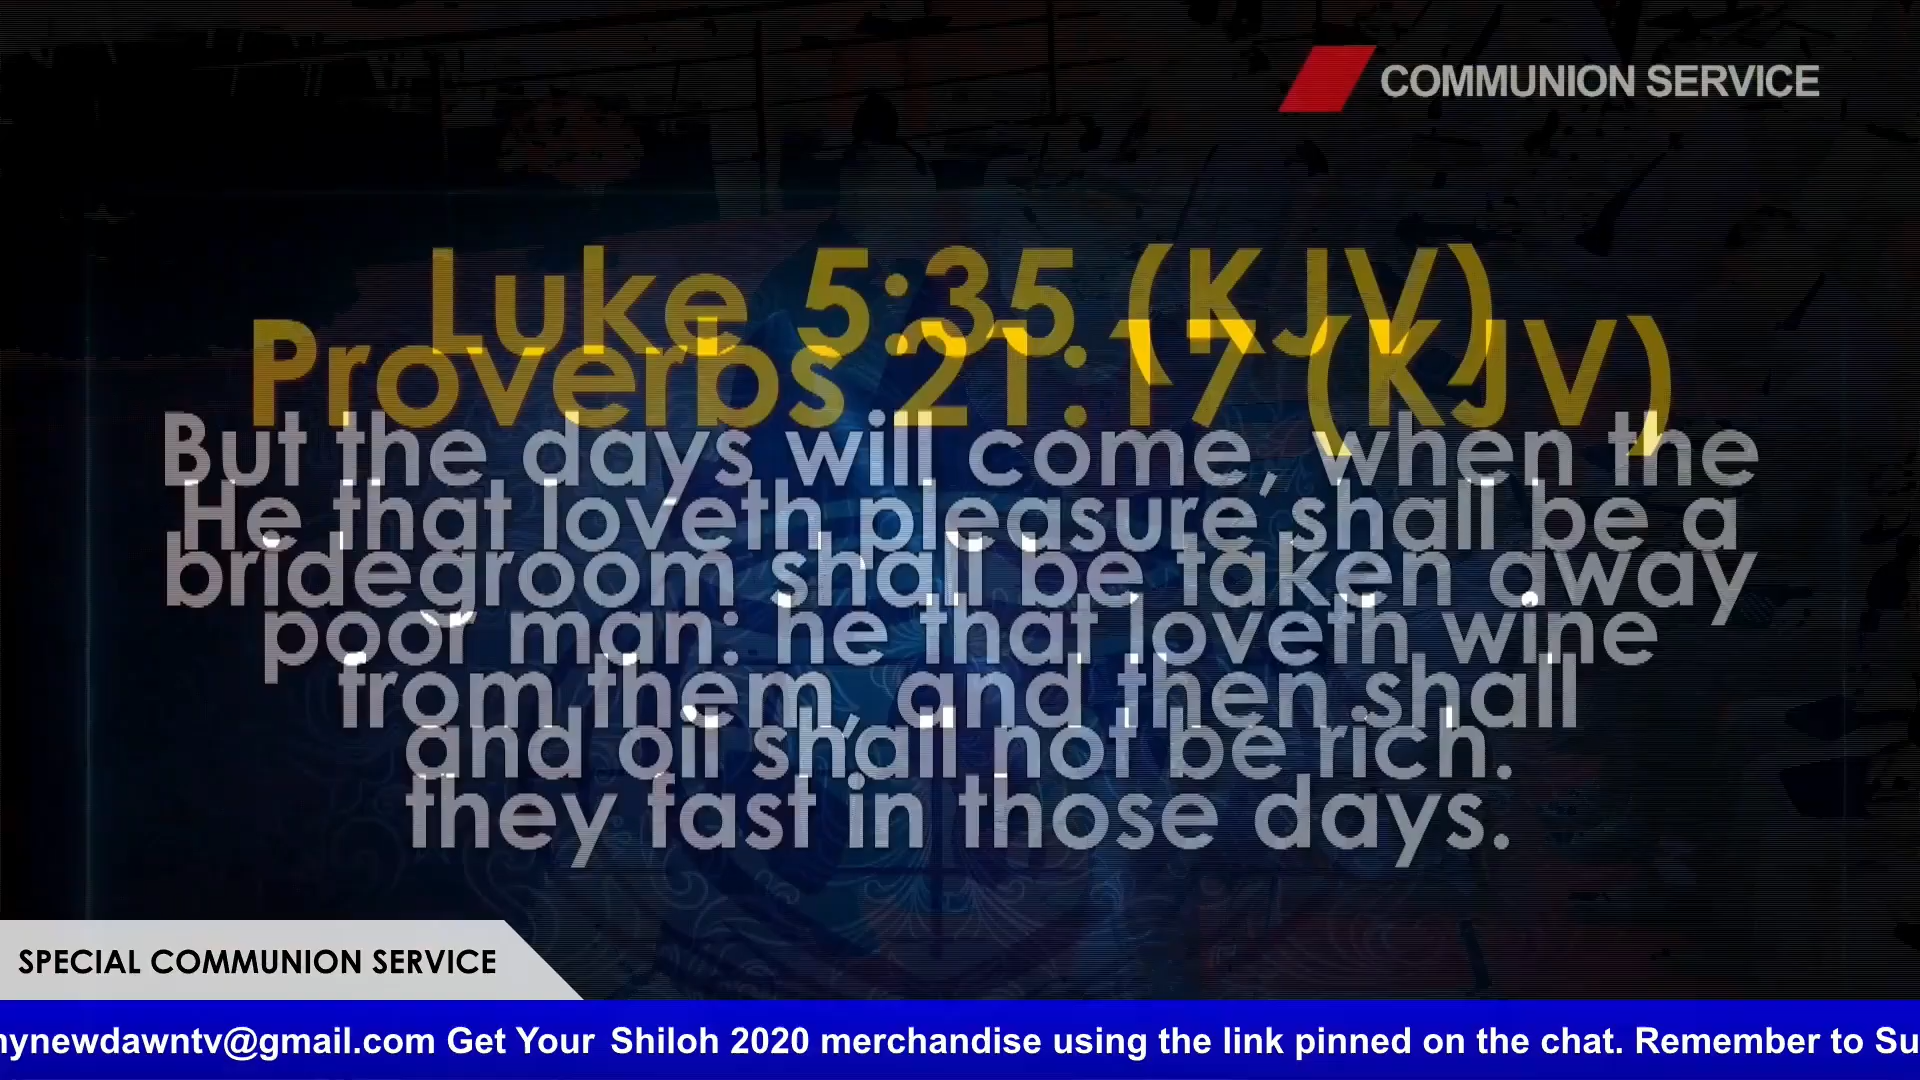 COMMUNION SERVICE
Luke 5:35 (KJV)
Proverbs 21:17 (KJV)
But the days will come, when the
He that loveth pleasure shall be a
bridegroom shall be taken away
poor man: he that loveth wine
from them, and then shall
and oil shall not be rich.
they fast in those days.
SPECIAL COMMUNION SERVICE
nynewdawntv@gmail.com Get Your Shiloh 2020 merchandise using the link pinned on the chat. Remember to Su